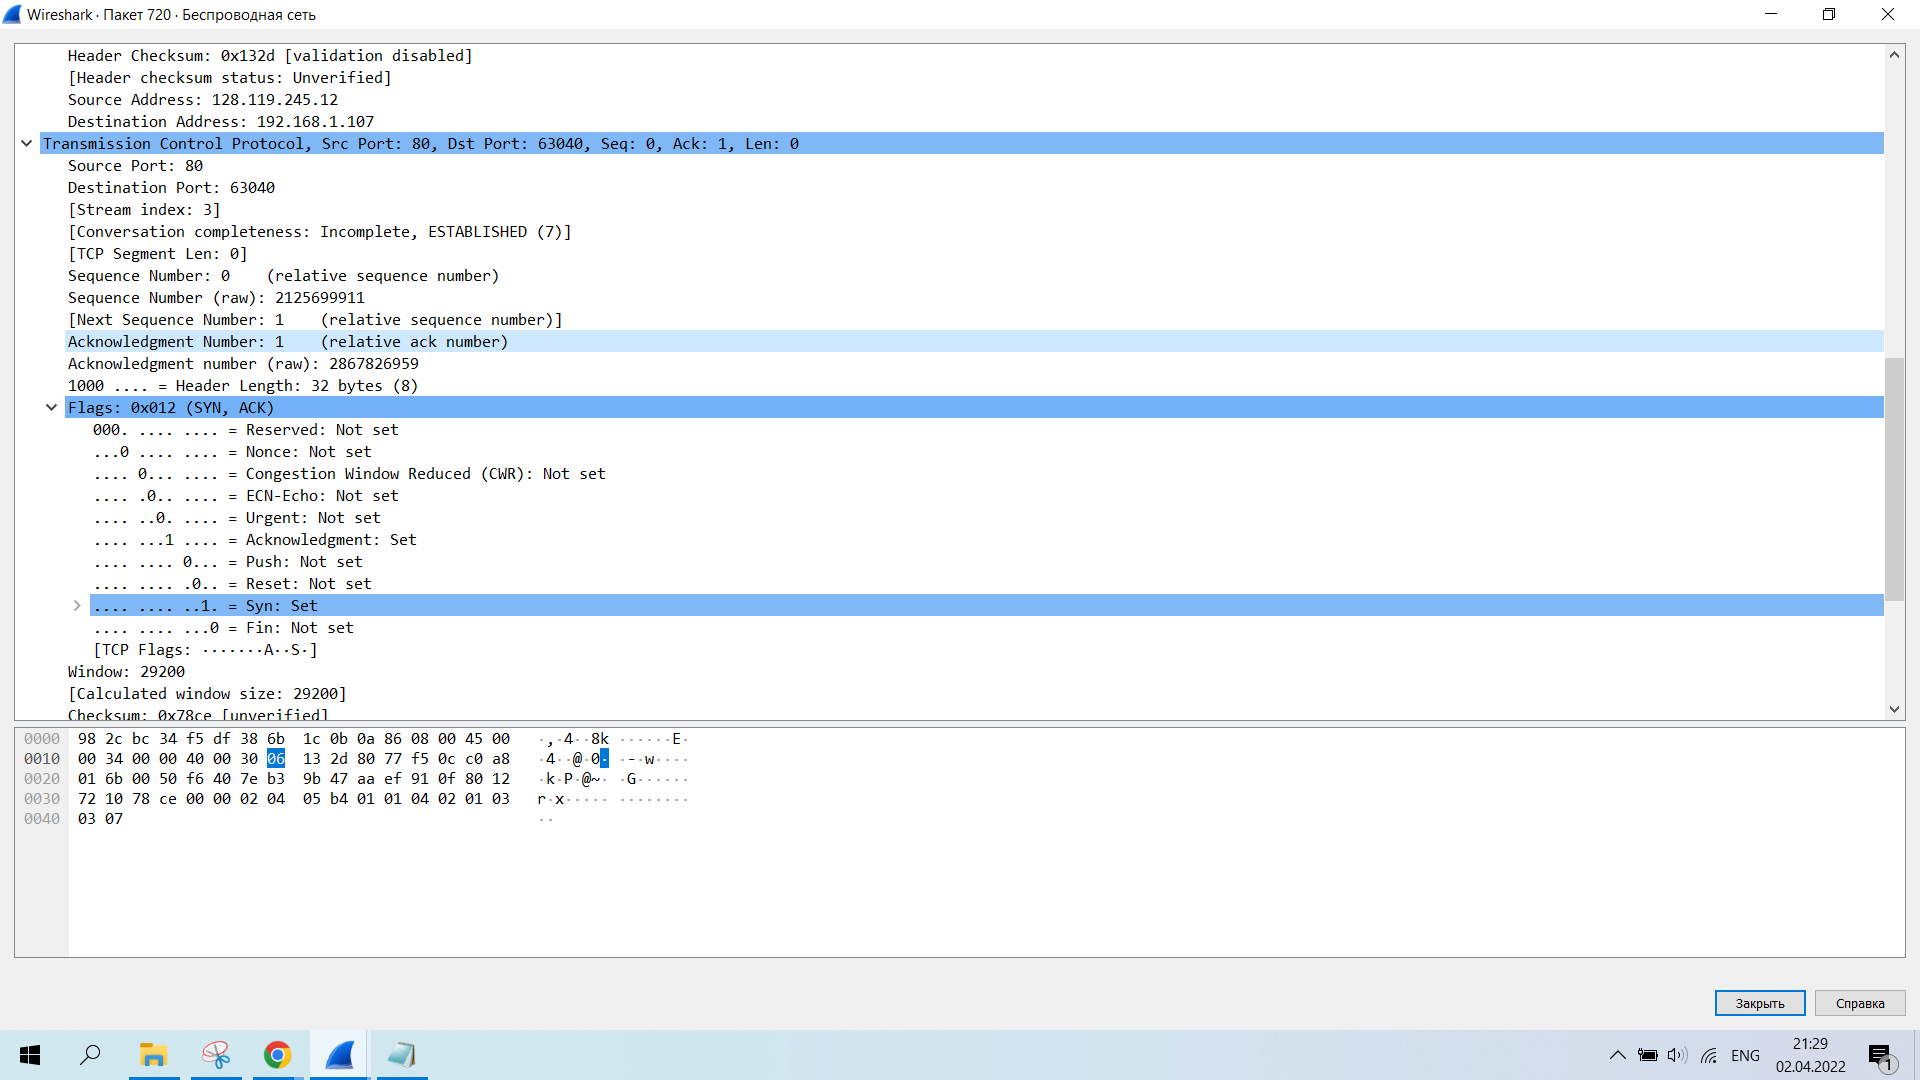 Wireshark · Пакет 720 · Беспроводная сеть
Header Checksum: 0x132d [validation disabled]
[Header checksum status: Unverified]
Source Address: 128.119.245.12
Destination Address: 192.168.1.107
Transmission Control Protocol, Src Port: 80, Dst Port: 63040, Seq: 0, Ack: 1, Len: 0
Source Port: 80
Destination Port: 63040
[Stream index: 3]
[Conversation completeness: Incomplete, ESTABLISHED (7)]
[TCP Segment Len: 0]
Sequence Number: 0    (relative sequence number)
Sequence Number (raw): 2125699911
[Next Sequence Number: 1    (relative sequence number)]
Acknowledgment Number: 1    (relative ack number)
Acknowledgment number (raw): 2867826959
1000 .... = Header Length: 32 bytes (8)
Flags: 0x012 (SYN, ACK)
000. .... .... = Reserved: Not set
...0 .... .... = Nonce: Not set
.... 0... .... = Congestion Window Reduced (CWR): Not set
.... .0.. .... = ECN-Echo: Not set
.... ..0. .... = Urgent: Not set
.... ...1 .... = Acknowledgment: Set
.... .... 0... = Push: Not set
.... .... .0.. = Reset: Not set
.... .... ..1. = Syn: Set
.... .... ...0 = Fin: Not set
[TCP Flags: ·······A··S·]
Window: 29200
[Calculated window size: 29200]
Checksum: 0x78ce [unverified]
0000  98 2c bc 34 f5 df 38 6b  1c 0b 0a 86 08 00 45 00   ·,·4··8k ······E·
0010  00 34 00 00 40 00 30 06  13 2d 80 77 f5 0c c0 a8   ·4··@·0· ·-·w····
0020  01 6b 00 50 f6 40 7e b3  9b 47 aa ef 91 0f 80 12   ·k·P·@~· ·G······
0030  72 10 78 ce 00 00 02 04  05 b4 01 01 04 02 01 03   r·x····· ········
0040  03 07   ··
Закрыть
Справка
ENG
21:29
02.04.2022
1